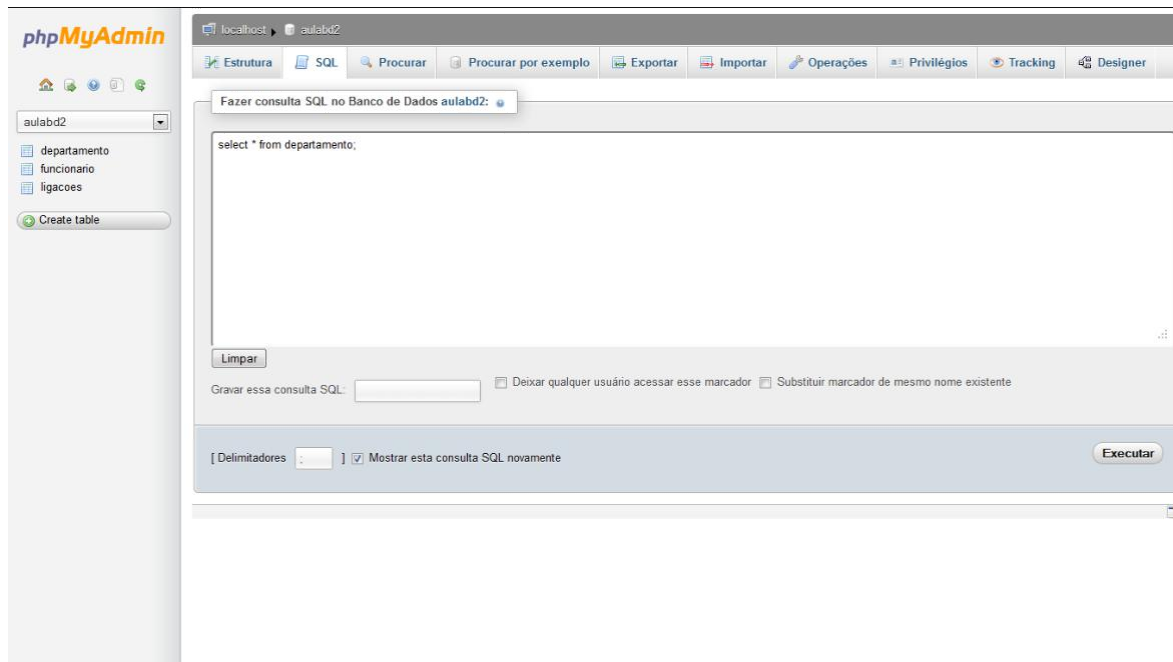 phpMyAdmin
localhost aulabd2
Estrutura SQL Procurar Procurar por exemplo Exportar Importar Operações Privilégios Tracking Designer
aulabd2
departamento
funcionario
ligacoes
Create table
Fazer consulta SQL no Banco de Dados aulabd2:
select * from departamento;
Limpar
Gravar essa consulta SQL: Deixar qualquer usuário acessar esse marcador Substituir marcador de mesmo nome existente
[ Delimitadores ; ] Mostrar esta consulta SQL novamente
Executar